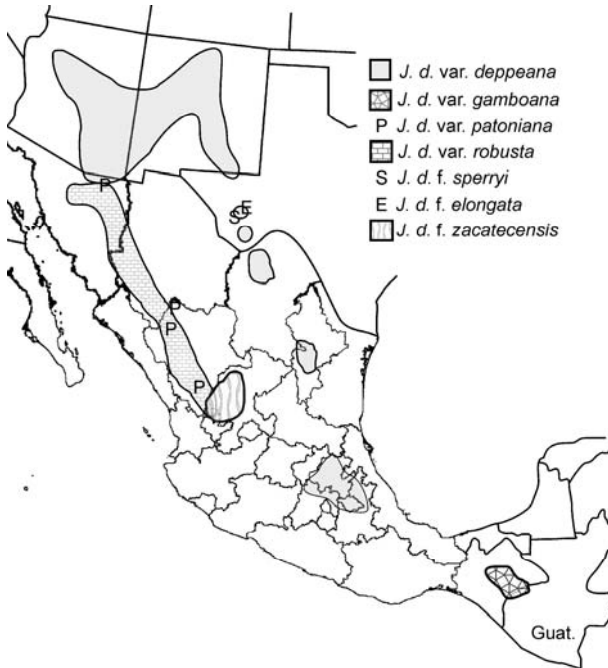 J. d. var. deppeana
J. d. var. gamboana
P J. d. var. patoniana
J. d. var. robusta
S J. d. f. sperryi
E J. d. f. elongata
J. d. f. zacatecensis
P
S E
P
P
Guat.